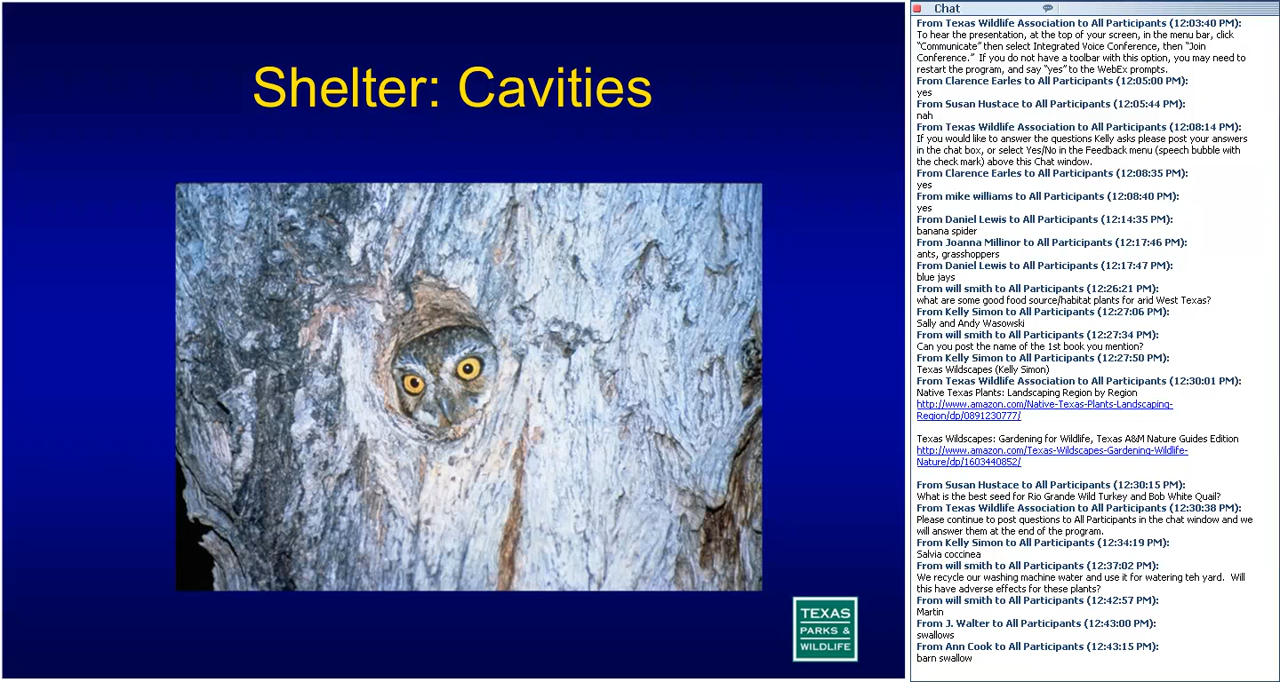 Shelter: Cavities
TEXAS
PARKS &
WILDLIFE
Chat
From Texas Wildlife Association to All Participants (12:03:40 PM):
To hear the presentation, at the top of your screen, in the menu bar, click
"Communicate" then select Integrated Voice Conference, then "Join
Conference." If you do not have a toolbar with this option, you may need to
restart the program, and say "yes" to the WebEx prompts.
From Clarence Earles to All Participants (12:05:00 PM):
yes
From Susan Hustace to All Participants (12:05:44 PM):
nah
From Texas Wildlife Association to All Participants (12:08:14 PM):
If you would like to answer the questions Kelly asks please post your answers
in the chat box, or select Yes/No in the Feedback menu (speech bubble with
the check mark) above this Chat window.
From Clarence Earles to All Participants (12:08:35 PM):
yes
From mike williams to All Participants (12:08:40 PM):
yes
From Daniel Lewis to All Participants (12:14:35 PM):
banana spider
From Joanna Millinor to All Participants (12:17:46 PM):
ants, grasshoppers
From Daniel Lewis to All Participants (12:17:47 PM):
blue jays
From will smith to All Participants (12:26:21 PM):
what are some good food source/habitat plants for arid West Texas?
From Kelly Simon to All Participants (12:27:06 PM):
Sally and Andy Wasowski
From will smith to All Participants (12:27:34 PM):
Can you post the name of the 1st book you mention?
From Kelly Simon to All Participants (12:27:50 PM):
Texas Wildscapes (Kelly Simon)
From Texas Wildlife Association to All Participants (12:30:01 PM):
Native Texas Plants: Landscaping Region by Region
http://www.amazon.com/Native-Texas-Plants-Landscaping-
Region/dp/0891230777/
Texas Wildscapes: Gardening for Wildlife, Texas A&M Nature Guides Edition
http://www.amazon.com/Texas-Wildscapes-Gardening-Wildlife-
Nature/dp/1603440852/
From Susan Hustace to All Participants (12:30:15 PM):
What is the best seed for Rio Grande Wild Turkey and Bob White Quail?
From Texas Wildlife Association to All Participants (12:30:38 PM):
Please continue to post questions to All Participants in the chat window and we
will answer them at the end of the program.
From Kelly Simon to All Participants (12:34:19 PM):
Salvia coccinea
From will smith to All Participants (12:37:02 PM):
We recycle our washing machine water and use it for watering teh yard. Will
this have adverse effects for these plants?
From will smith to All Participants (12:42:57 PM):
Martin
From J. Walter to All Participants (12:43:00 PM):
swallows
From Ann Cook to All Participants (12:43:15 PM):
barn swallow